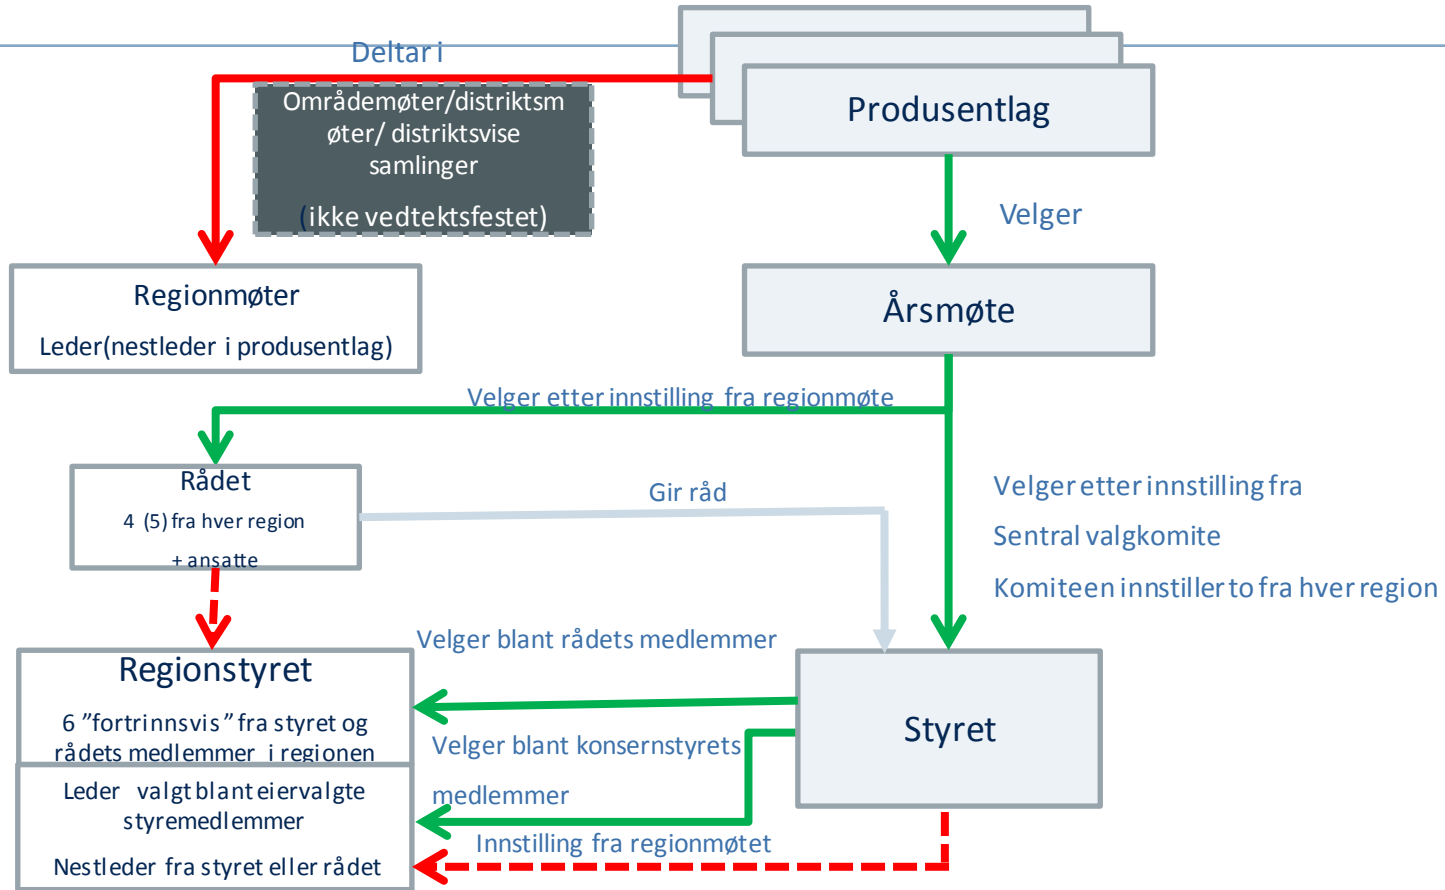 Deltar i
Produsentlag
Områdemøter/distriktsm
øter/ distriktsvise
samlinger
(ikke vedtektsfestet)
Velger
Regionmøter
Leder(nestleder i produsentlag)
Årsmøte
Velger etter innstilling fra regionmøte
Rådet
4 (5) fra hver region
+ ansatte
Gir råd
Velger etter innstilling fra
Sentral valgkomite
Komiteen innstiller to fra hver region
Velger blant rådets medlemmer
Regionstyret
6 ”fortrinnsvis” fra styret og
rådets medlemmer i regionen
Styret
Velger blant konsernstyrets
medlemmer
Leder valgt blant eiervalgte
styremedlemmer
Innstilling fra regionmøtet
Nestleder fra styret eller rådet